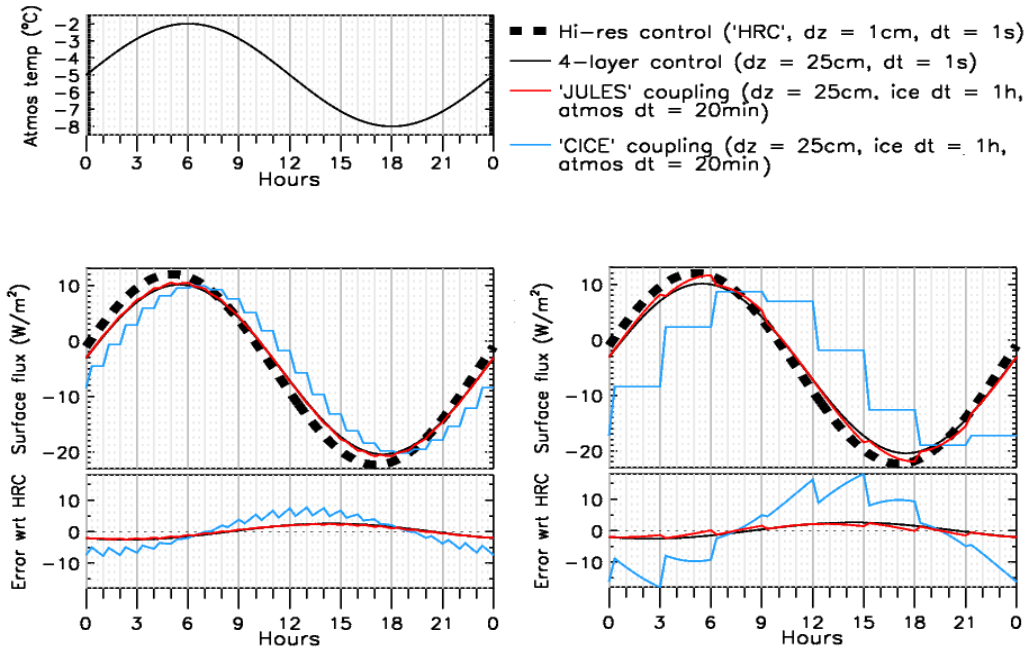 Atmos temp (°C)
-2
-3
-4
-5
-6
-7
-8
0 3 6 9 12 15 18 21 0
Hours
Hi-res control ('HRC', dz = 1cm, dt = 1s)
4-layer control (dz = 25cm, dt = 1s)
'JULES' coupling (dz = 25cm, ice dt = 1h,
atmos dt = 20min)
'CICE' coupling (dz = 25cm, ice dt = 1h,
atmos dt = 20min)
Surface flux (W/m²)
10
0
-10
-20
Error wrt HRC
10
0
-10
0 3 6 9 12 15 18 21 0
Hours
Surface flux (W/m²)
10
0
-10
-20
Error wrt HRC
10
0
-10
0 3 6 9 12 15 18 21 0
Hours